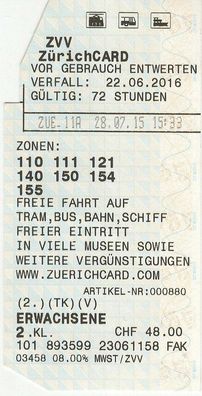 ZVV
ZürichCARD
VOR GEBRAUCH ENTWERTEN
VERFALL: 22.06.2016
GÜLTIG: 72 STUNDEN
ZUE.11A 28.07.15 15:33
ZONEN:
110 111 121
140 150 154
155
FREIE FAHRT AUF
TRAM,BUS,BAHN,SCHIFF
FREIER EINTRITT
IN VIELE MUSEEN SOWIE
WEITERE VERGÜNSTIGUNGEN
WWW.ZUERICHCARD.COM
ARTIKEL-NR:000880
(2.)(TK)(V)
ERWACHSENE
2.KL. CHF 48.00
101 893599 23061158 FAK
03458 08.00% MWST/ZVV